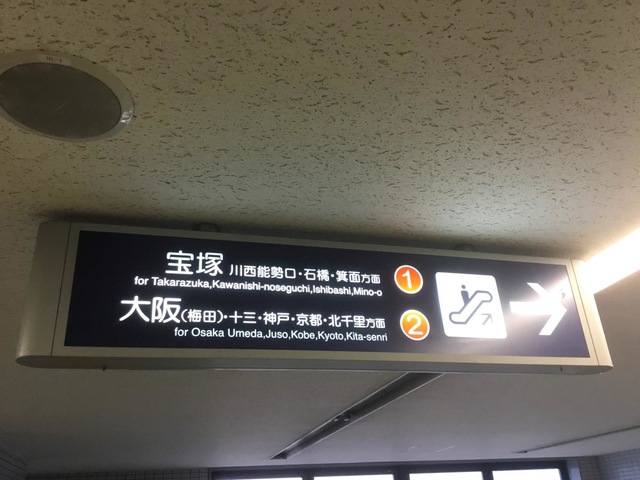 宝塚 川西能勢口・石橋・箕面方面 1
for Takarazuka,Kawanishi-noseguchi,Ishibashi,Mino-o
大阪(梅田)・十三・神戸・京都・北千里方面 2
for Osaka Umeda,Juso,Kobe,Kyoto,Kita-senri